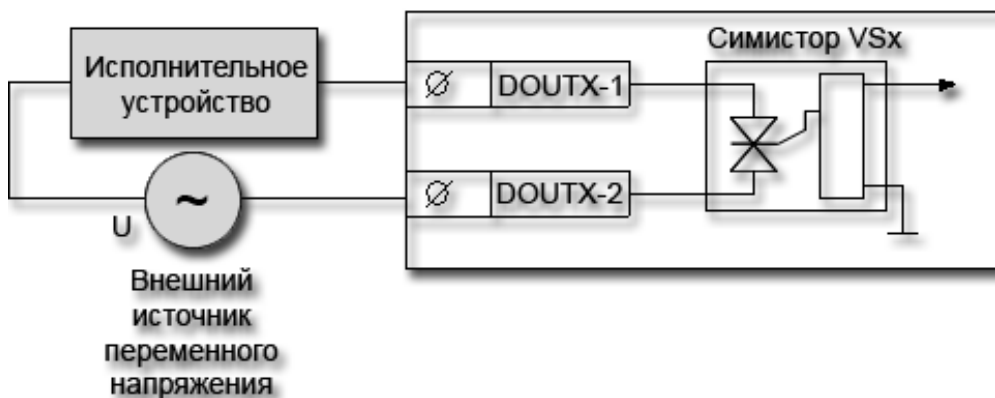 Симистор VSx
Исполнительное
устройство
DOUTX-1
DOUTX-2
~
U
Внешний
источник
переменного
напряжения